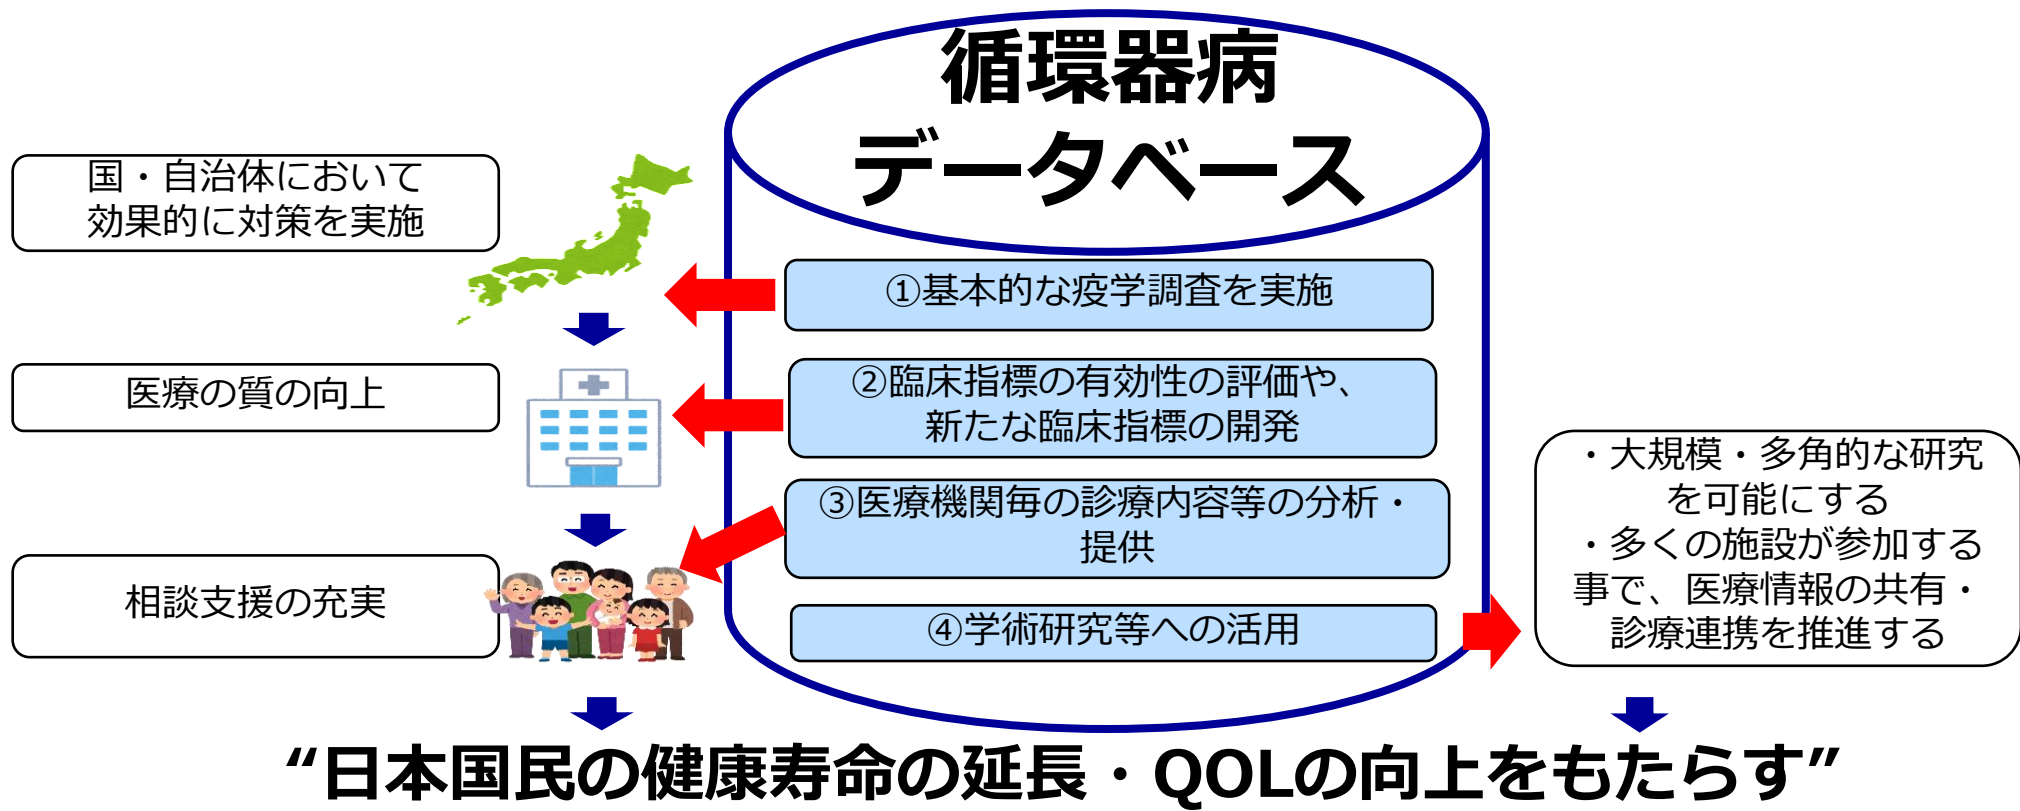 循環器病
データベース
国・自治体において
効果的に対策を実施
①基本的な疫学調査を実施
医療の質の向上
②臨床指標の有効性の評価や、
新たな臨床指標の開発
③医療機関毎の診療内容等の分析・
提供
相談支援の充実
④学術研究等への活用
・大規模・多角的な研究
を可能にする
・多くの施設が参加する
事で、医療情報の共有・
診療連携を推進する
“日本国民の健康寿命の延長・QOLの向上をもたらす”